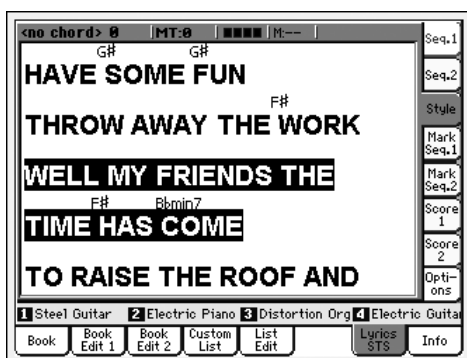 <no chord> 0 MT:0 M:--
G# G#
HAVE SOME FUN
F#
THROW AWAY THE WORK
WELL MY FRIENDS THE
F# Bbmin7
TIME HAS COME
TO RAISE THE ROOF AND
Seq.1
Seq.2
Style
Mark
Seq.1
Mark
Seq.2
Score
1
Score
2
Opti-
ons
1 Steel Guitar 2 Electric Piano 3 Distortion Org 4 Electric Guita
Book
Book
Edit 1
Book
Edit 2
Custom
List
List
Edit
Lyrics
STS
Info